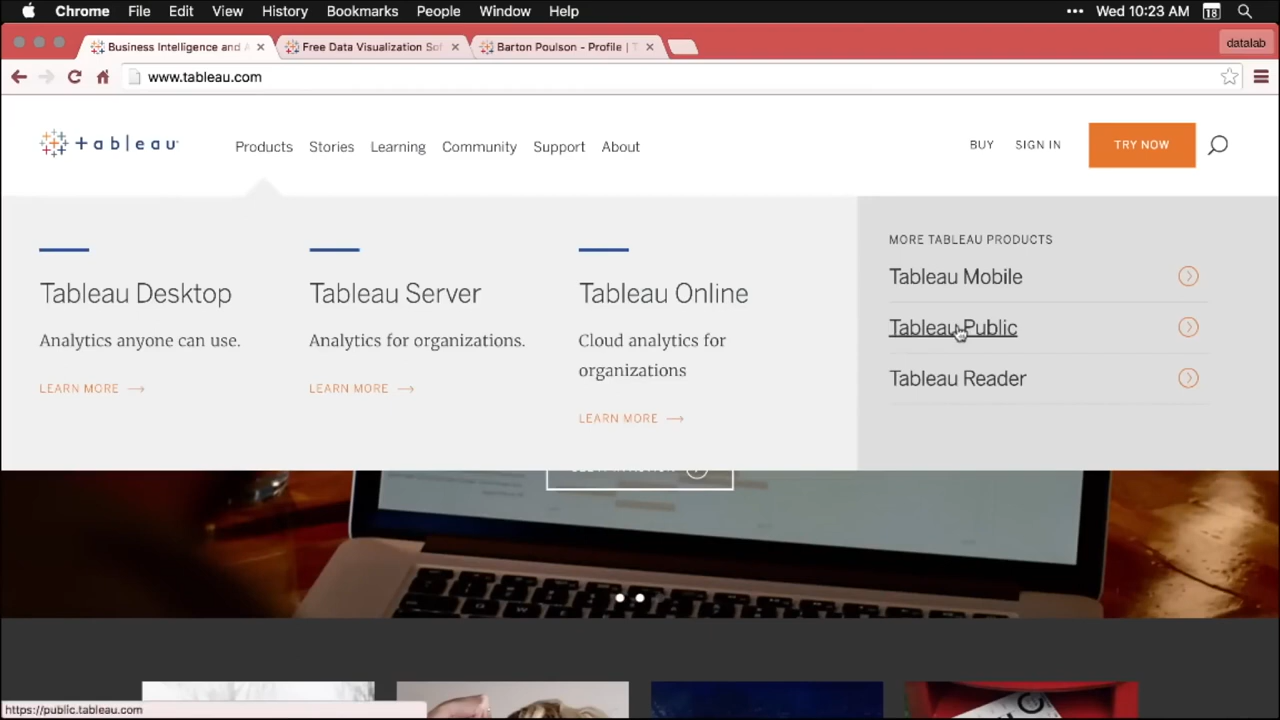 Chrome File Edit View History Bookmarks People Window Help ••• Wed 10:23 AM 18
Business Intelligence and A Free Data Visualization Sof Barton Poulson - Profile | T datalab
www.tableau.com
+ a b | e a u Products Stories Learning Community Support About BUY SIGN IN TRY NOW
MORE TABLEAU PRODUCTS
Tableau Desktop Tableau Server Tableau Online Tableau Mobile
Analytics anyone can use. Analytics for organizations. Cloud analytics for organizations Tableau Public
LEARN MORE → LEARN MORE → LEARN MORE → Tableau Reader
https://public.tableau.com